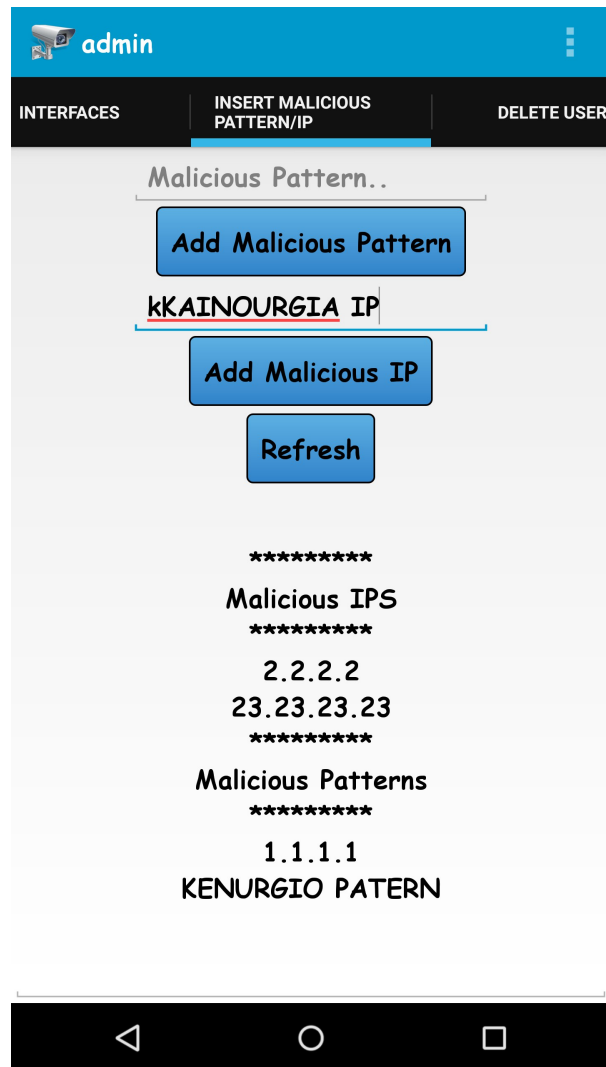 admin
INTERFACES
INSERT MALICIOUS
PATTERN/IP
DELETE USER
Malicious Pattern..
Add Malicious Pattern
kKAINOURGIA IP
Add Malicious IP
Refresh
*********
Malicious IPS
*********
2.2.2.2
23.23.23.23
*********
Malicious Patterns
*********
1.1.1.1
KENURGIO PATERN